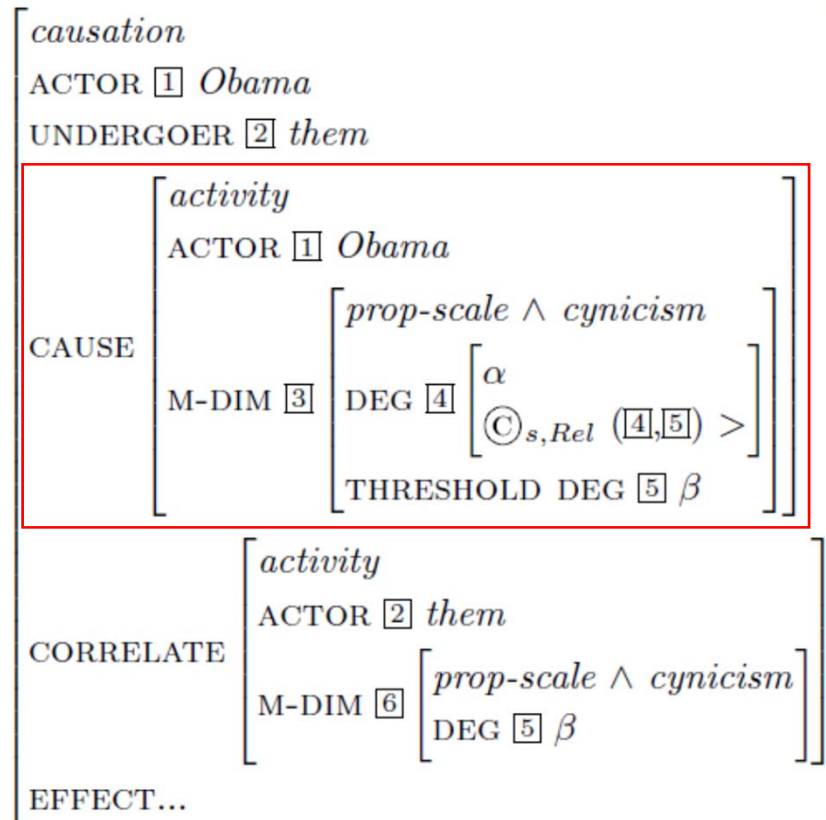 causation
ACTOR 1 Obama
UNDERGOER 2 them
activity
ACTOR 1 Obama
prop-scale ∧ cynicism
CAUSE
α
M-DIM 3 DEG 4
Ⓒs,Rel (4,5) >
THRESHOLD DEG 5 β
activity
ACTOR 2 them
CORRELATE
prop-scale ∧ cynicism
M-DIM 6
DEG 5 β
EFFECT...